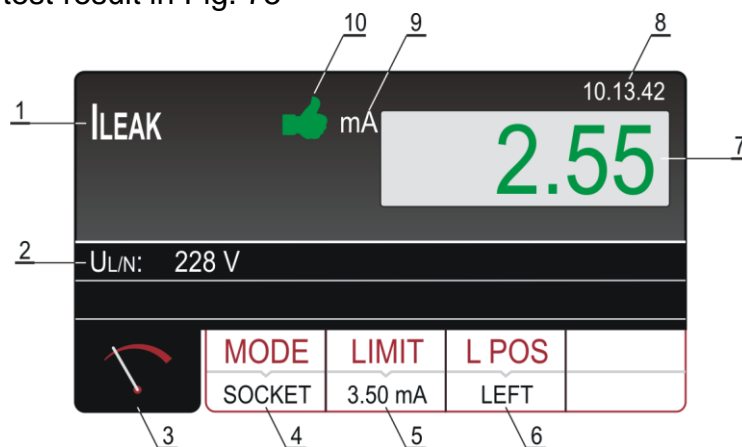 test result in Fig. 73
10 9 8
10.13.42
1 ILEAK mA 2.55 7
2 UL/N: 228 V
MODE LIMIT L POS
SOCKET 3.50 mA LEFT
3 4 5 6